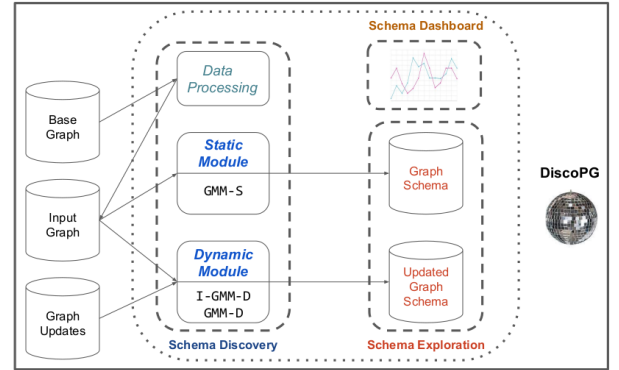 Schema Dashboard
Data
Processing
Base
Graph
Static
Module
GMM-S
Graph
Schema
DiscoPG
Input
Graph
Dynamic
Module
I-GMM-D
GMM-D
Updated
Graph
Schema
Graph
Updates
Schema Discovery
Schema Exploration